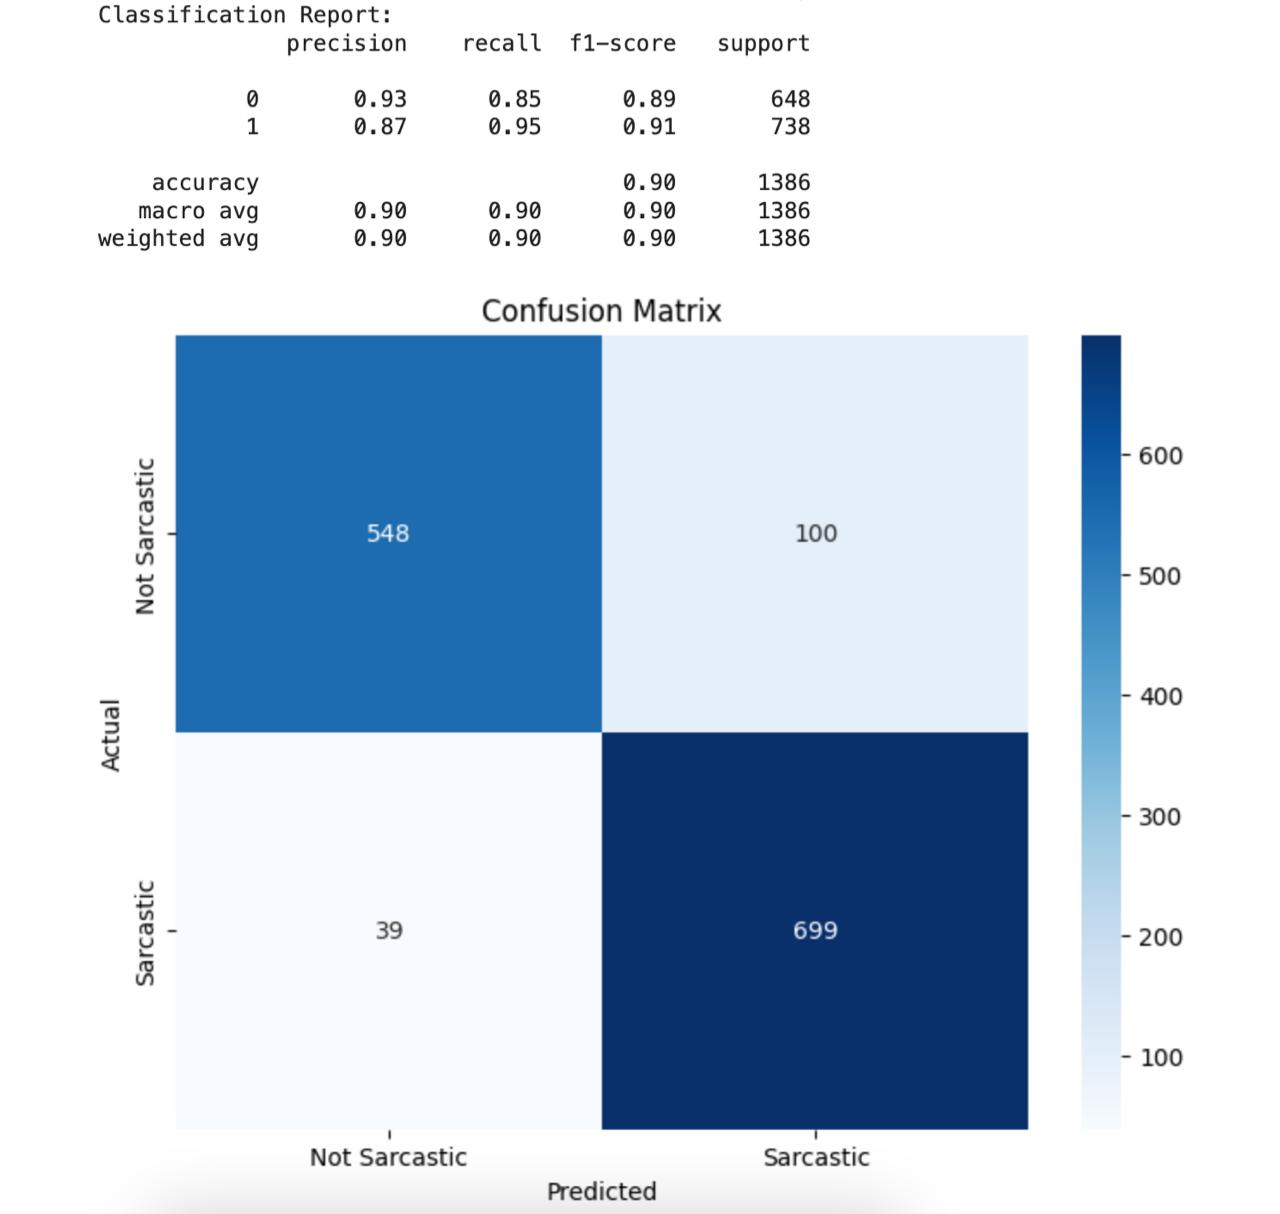 Classification Report:
precision recall f1-score support
0 0.93 0.85 0.89 648
1 0.87 0.95 0.91 738
accuracy 0.90 1386
macro avg 0.90 0.90 0.90 1386
weighted avg 0.90 0.90 0.90 1386
Confusion Matrix
Actual
Not Sarcastic
548 100
Sarcastic
39 699
Not Sarcastic Sarcastic
Predicted
600
500
400
300
200
100